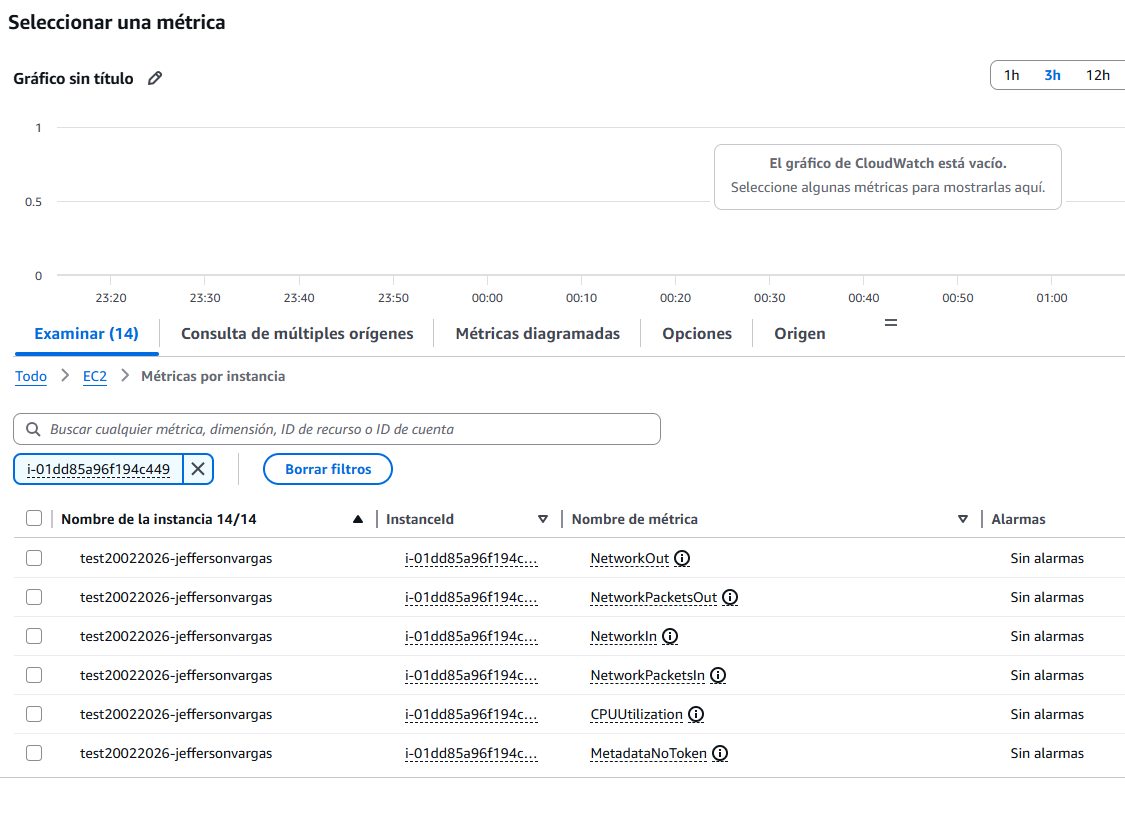 Seleccionar una métrica
Gráfico sin título
1h 3h 12h
1
El gráfico de CloudWatch está vacío.
Seleccione algunas métricas para mostrarlas aquí.
0.5
0
23:20 23:30 23:40 23:50 00:00 00:10 00:20 00:30 00:40 00:50 01:00
Examinar (14) Consulta de múltiples orígenes Métricas diagramadas Opciones Origen
Todo EC2 Métricas por instancia
Buscar cualquier métrica, dimensión, ID de recurso o ID de cuenta
i-01dd85a96f194c449 Borrar filtros
Nombre de la instancia 14/14 InstanceId Nombre de métrica Alarmas
test20022026-jeffersonvargas i-01dd85a96f194c... NetworkOut Sin alarmas
test20022026-jeffersonvargas i-01dd85a96f194c... NetworkPacketsOut Sin alarmas
test20022026-jeffersonvargas i-01dd85a96f194c... NetworkIn Sin alarmas
test20022026-jeffersonvargas i-01dd85a96f194c... NetworkPacketsIn Sin alarmas
test20022026-jeffersonvargas i-01dd85a96f194c... CPUUtilization Sin alarmas
test20022026-jeffersonvargas i-01dd85a96f194c... MetadataNoToken Sin alarmas